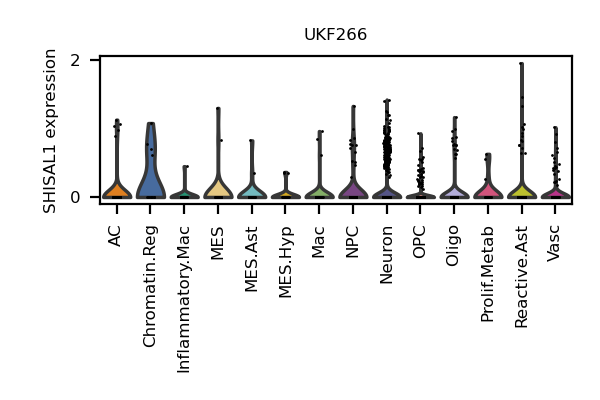 UKF266
SHISAL1 expression
2
0
AC
Chromatin.Reg
Inflammatory.Mac
MES
MES.Ast
MES.Hyp
Mac
NPC
Neuron
OPC
Oligo
Prolif.Metab
Reactive.Ast
Vasc